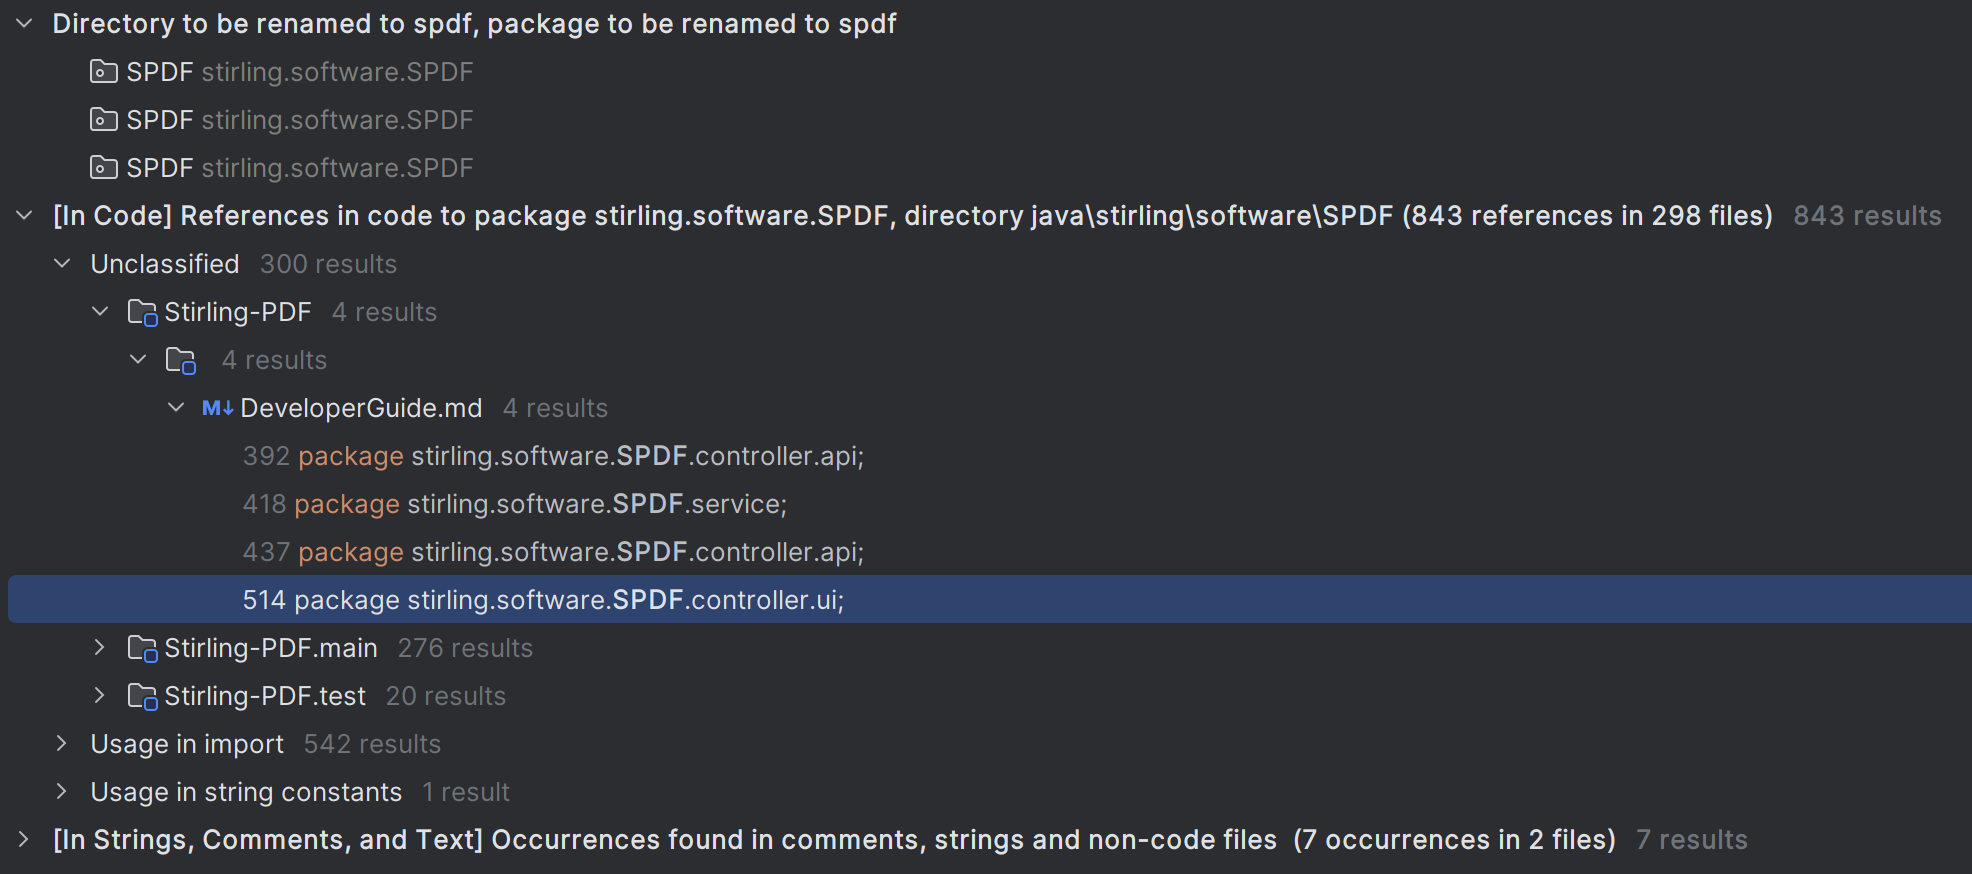 Directory to be renamed to spdf, package to be renamed to spdf
SPDF stirling.software.SPDF
SPDF stirling.software.SPDF
SPDF stirling.software.SPDF
[In Code] References in code to package stirling.software.SPDF, directory java\stirling\software\SPDF (843 references in 298 files) 843 results
Unclassified 300 results
Stirling-PDF 4 results
4 results
M↓ DeveloperGuide.md 4 results
392 package stirling.software.SPDF.controller.api;
418 package stirling.software.SPDF.service;
437 package stirling.software.SPDF.controller.api;
514 package stirling.software.SPDF.controller.ui;
Stirling-PDF.main 276 results
Stirling-PDF.test 20 results
Usage in import 542 results
Usage in string constants 1 result
[In Strings, Comments, and Text] Occurrences found in comments, strings and non-code files (7 occurrences in 2 files) 7 results